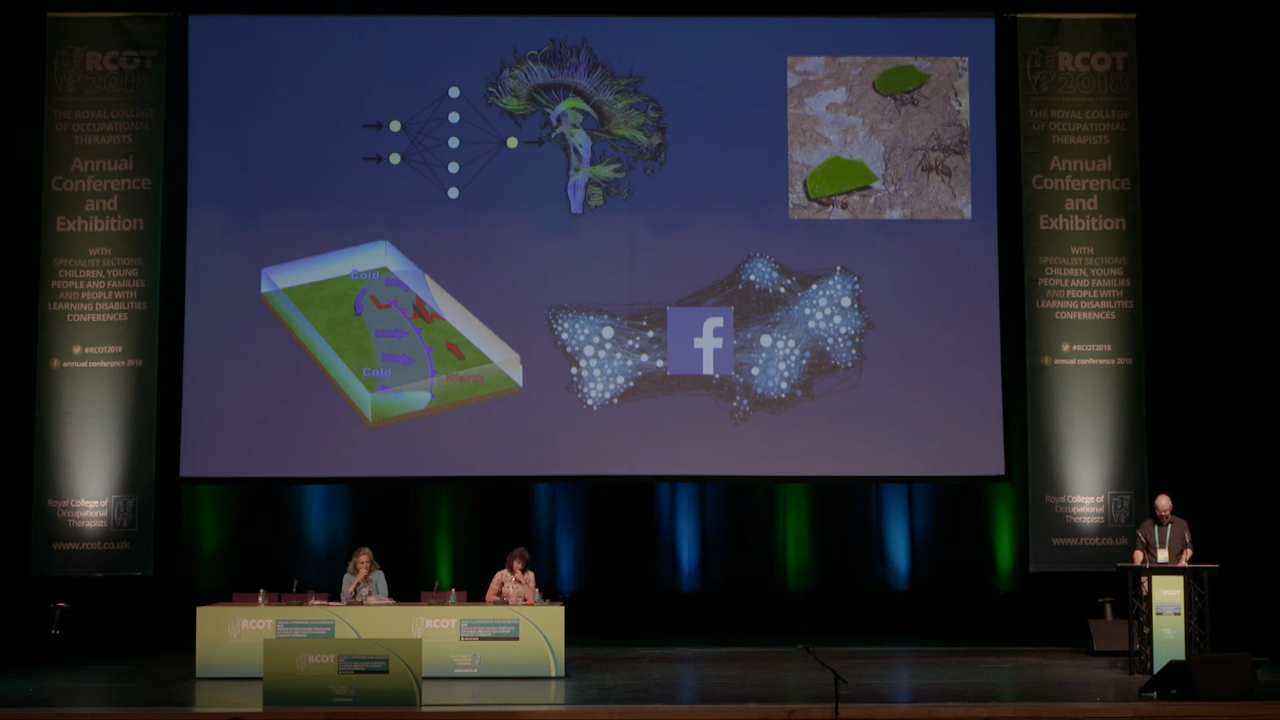 RCOT
2018
THE ROYAL COLLEGE
OF OCCUPATIONAL
THERAPISTS
Annual
Conference
and
Exhibition
WITH
SPECIALIST SECTIONS:
CHILDREN, YOUNG
PEOPLE AND FAMILIES
AND PEOPLE WITH
LEARNING DISABILITIES
CONFERENCES
#RCOT2018
annual conference 2018
Royal College of
Occupational
Therapists
www.rcot.co.uk
Cold
Cold
Warm
f
RCOT
2018
THE ROYAL COLLEGE
OF OCCUPATIONAL
THERAPISTS
Annual
Conference
and
Exhibition
WITH
SPECIALIST SECTIONS:
CHILDREN, YOUNG
PEOPLE AND FAMILIES
AND PEOPLE WITH
LEARNING DISABILITIES
CONFERENCES
#RCOT2018
annual conference 2018
Royal College of
Occupational
Therapists
www.rcot.co.uk
RCOT
RCOT
RCOT
RCOT